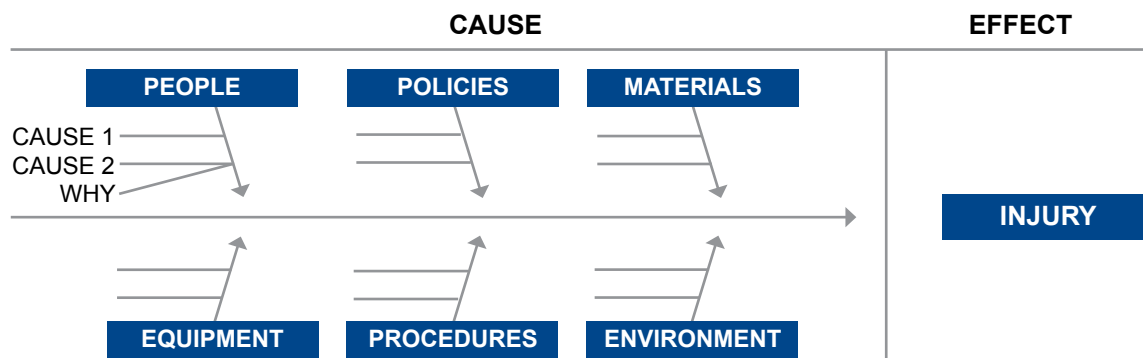 CAUSE EFFECT
PEOPLE POLICIES MATERIALS
CAUSE 1
CAUSE 2
WHY
INJURY
EQUIPMENT PROCEDURES ENVIRONMENT